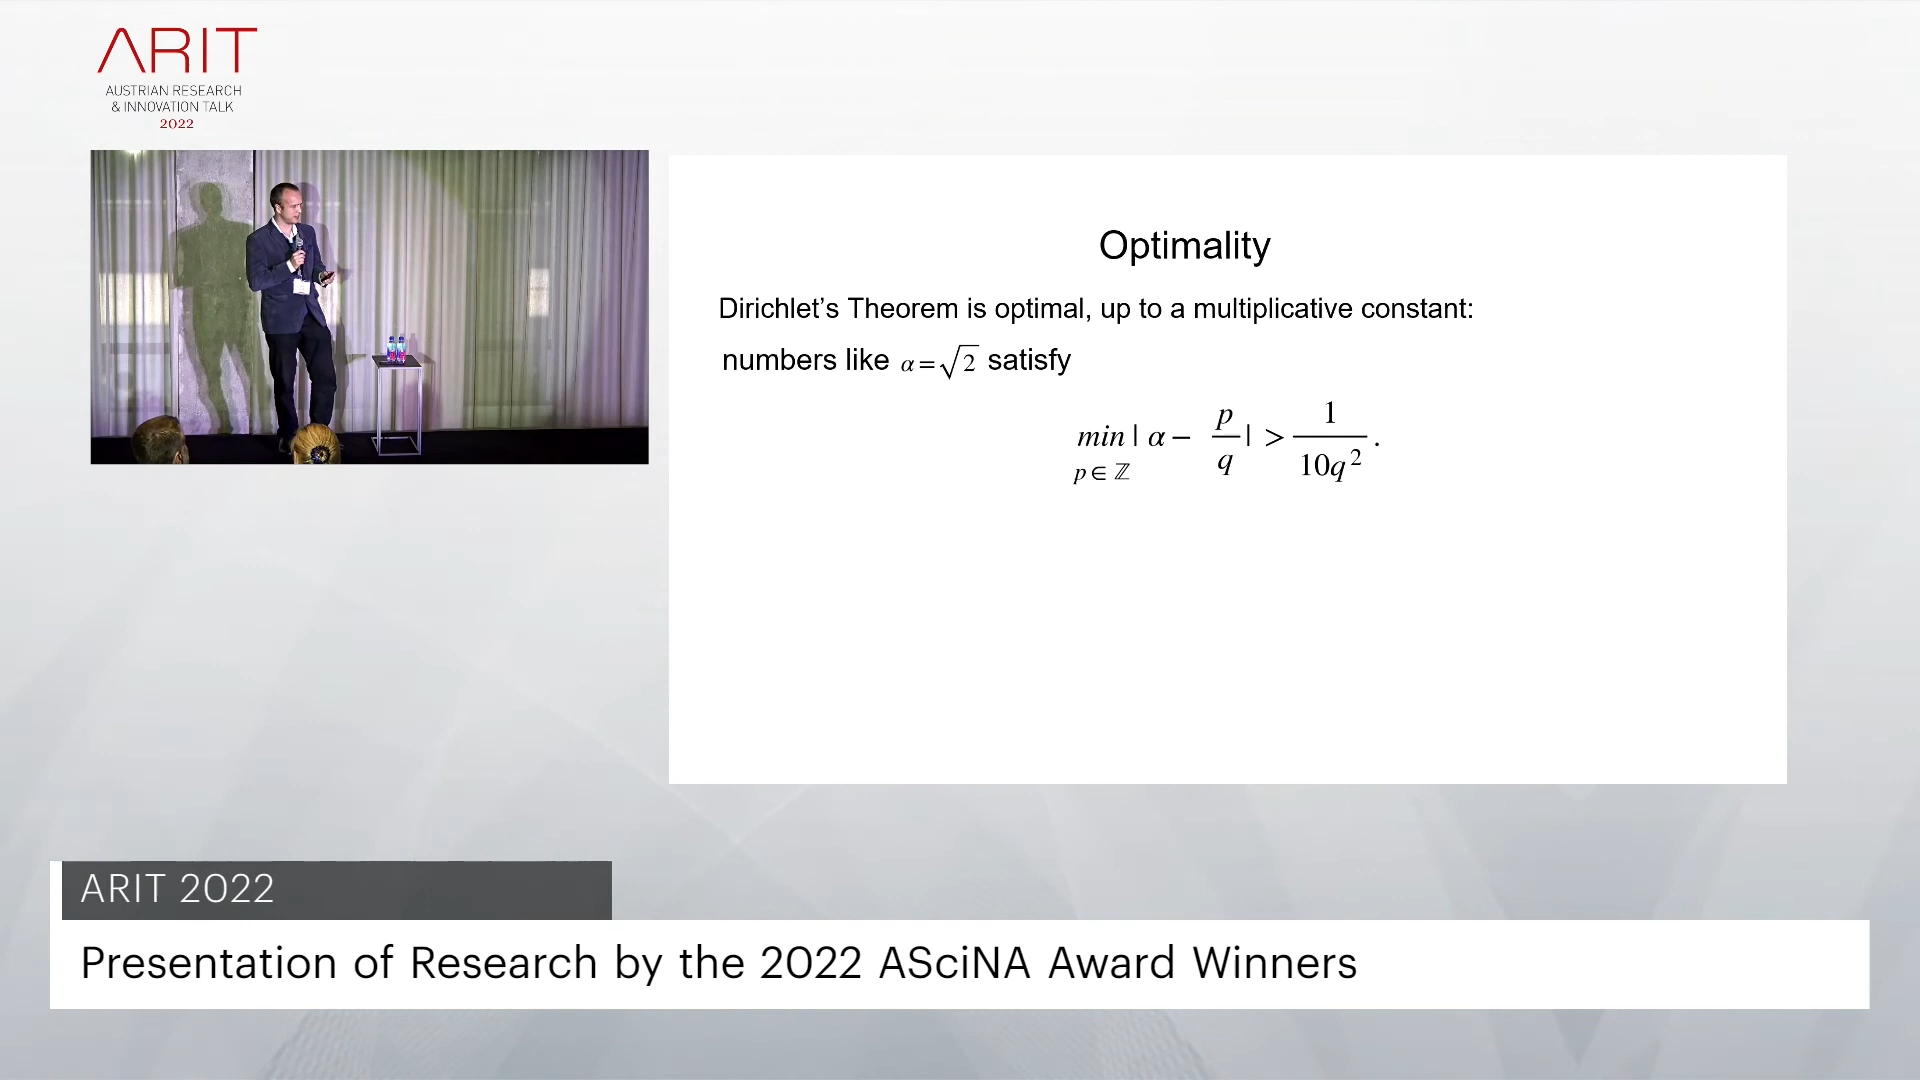 ARIT
AUSTRIAN RESEARCH
& INNOVATION TALK
2022
Optimality
Dirichlet’s Theorem is optimal, up to a multiplicative constant:
numbers like α = √2 satisfy
min | α − p/q | > 1/10q² .
p ∈ ℤ
ARIT 2022
Presentation of Research by the 2022 ASciNA Award Winners